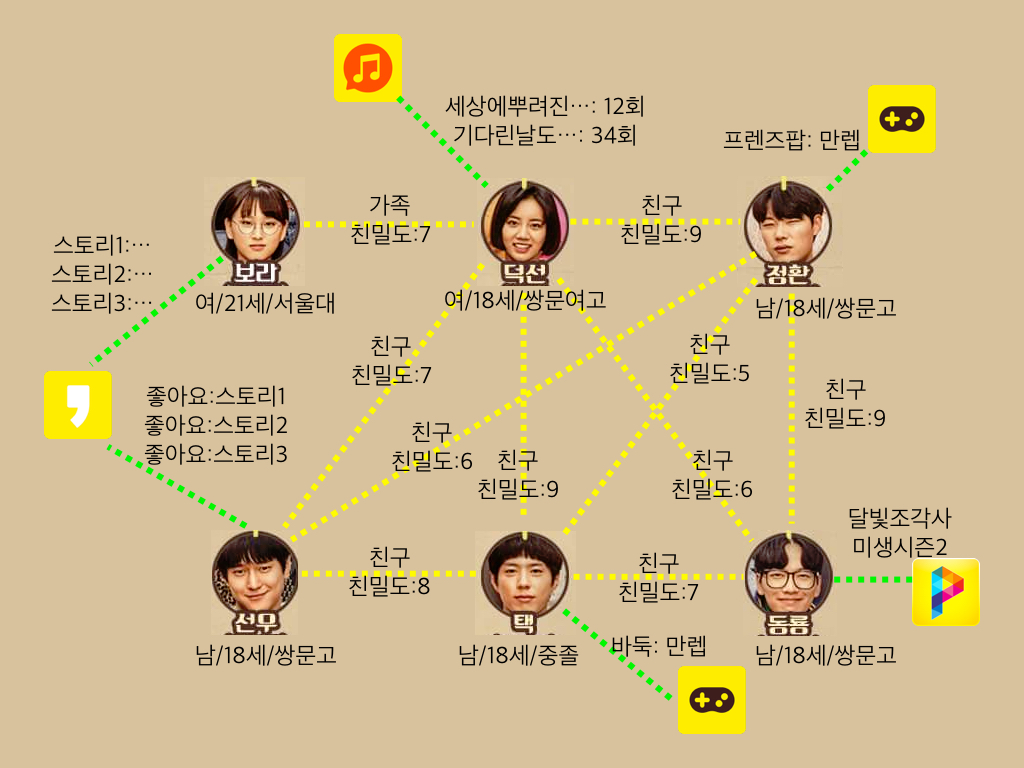 세상에뿌려진…: 12회
기다린날도…: 34회
프렌즈팝: 만렙
가족
친밀도:7
친구
친밀도:9
스토리1:…
스토리2:…
스토리3:…
보라
덕선
정환
여/21세/서울대
여/18세/쌍문여고
남/18세/쌍문고
친구
친밀도:7
친구
친밀도:5
좋아요:스토리1
좋아요:스토리2
좋아요:스토리3
친구
친밀도:9
친구
친밀도:6
친구
친밀도:9
친구
친밀도:6
달빛조각사
미생시즌2
친구
친밀도:8
친구
친밀도:7
선우
택
동룡
남/18세/쌍문고
남/18세/중졸
바둑: 만렙
남/18세/쌍문고